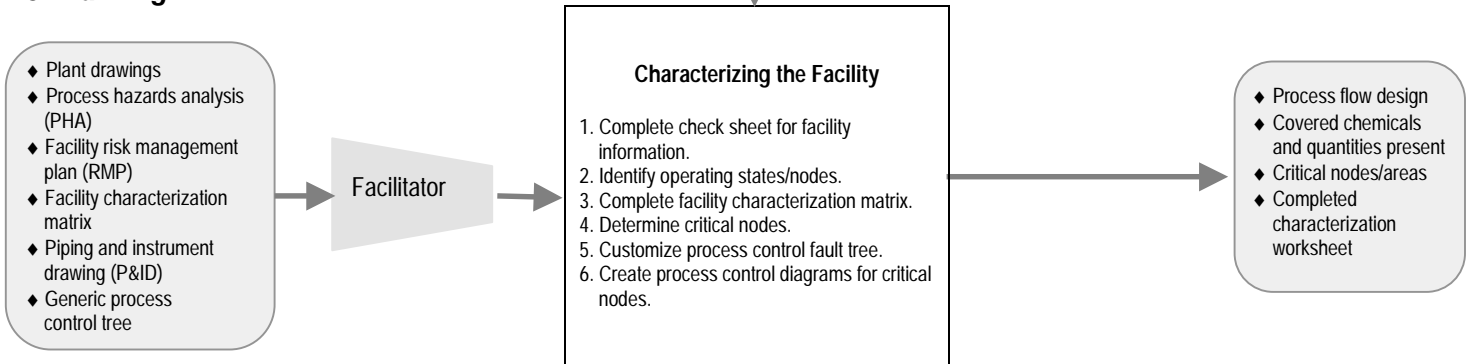 ♦ Plant drawings
♦ Process hazards analysis
(PHA)
♦ Facility risk management
plan (RMP)
♦ Facility characterization
matrix
♦ Piping and instrument
drawing (P&ID)
♦ Generic process
control tree
Facilitator
Characterizing the Facility
1. Complete check sheet for facility
information.
2. Identify operating states/nodes.
3. Complete facility characterization matrix.
4. Determine critical nodes.
5. Customize process control fault tree.
6. Create process control diagrams for critical
nodes.
♦ Process flow design
♦ Covered chemicals
and quantities present
♦ Critical nodes/areas
♦ Completed
characterization
worksheet